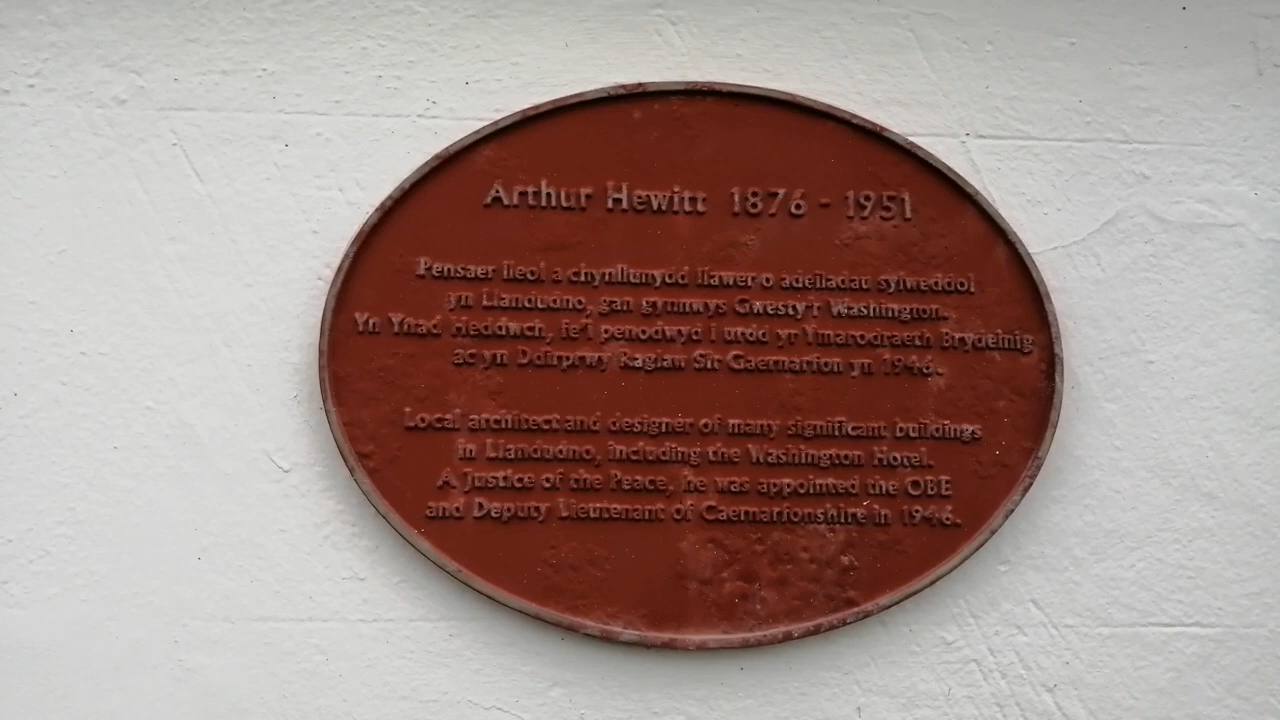 Arthur Hewitt 1876 - 1951
Pensaer lleol a chynllunydd llawer o adeiladau sylweddol
yn Llandudno, gan gynnwys Gwesty'r Washington.
Yn Ynad Heddwch, fe'i penodwyd i urdd yr Ymarodraeth Brydeinig
ac yn Ddirprwy Raglaw Sir Gaernarfon yn 1946.
Local architect and designer of many significant buildings
in Llandudno, including the Washington Hotel.
A Justice of the Peace, he was appointed the OBE
and Deputy Lieutenant of Caernarfonshire in 1946.